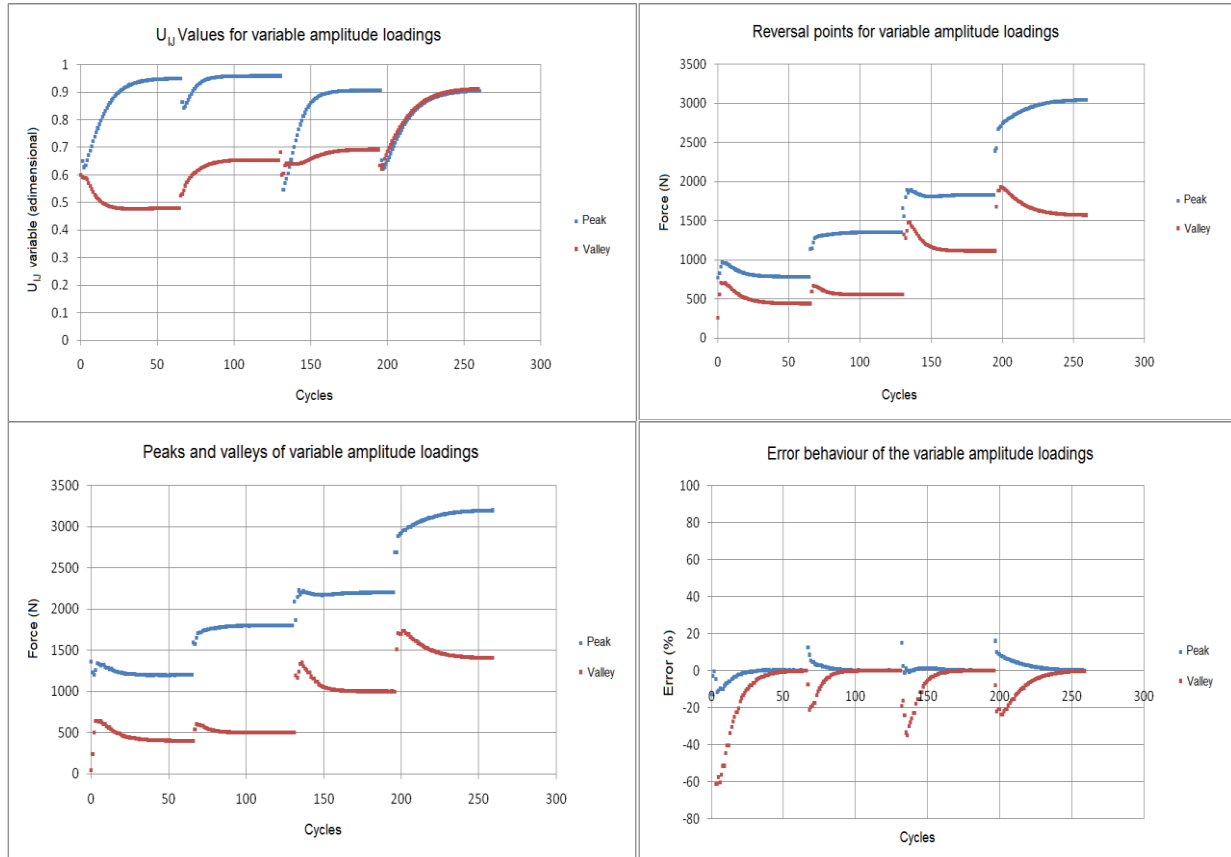 U_IJ Values for variable amplitude loadings
U_IJ variable (adimensional)
1
0.9
0.8
0.7
0.6
0.5
0.4
0.3
0.2
0.1
0
0 50 100 150 200 250 300
Cycles
Peak
Valley
Reversal points for variable amplitude loadings
Force (N)
3500
3000
2500
2000
1500
1000
500
0
0 50 100 150 200 250 300
Cycles
Peak
Valley
Peaks and valleys of variable amplitude loadings
Force (N)
3500
3000
2500
2000
1500
1000
500
0
0 50 100 150 200 250 300
Cycles
Peak
Valley
Error behaviour of the variable amplitude loadings
Error (%)
100
80
60
40
20
0
-20
-40
-60
-80
0 50 100 150 200 250 300
Cycles
Peak
Valley